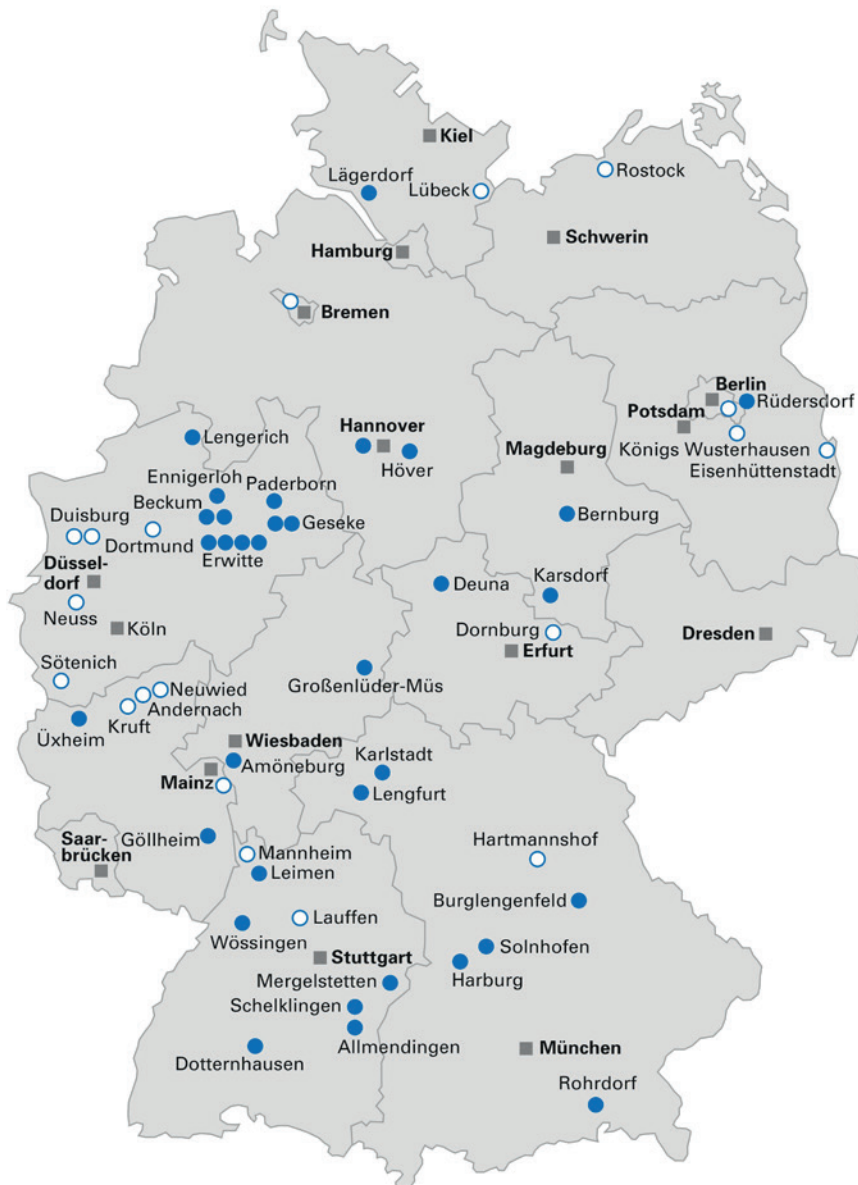 Kiel
Rostock
Lägerdorf
Lübeck
Schwerin
Hamburg
Bremen
Berlin
Rüdersdorf
Potsdam
Lengerich
Hannover
Königs Wusterhausen
Höver
Magdeburg
Eisenhüttenstadt
Ennigerloh
Paderborn
Beckum
Duisburg
Geseke
Bernburg
Dortmund
Erwitte
Düssel-
dorf
Deuna
Karsdorf
Neuss
Köln
Dornburg
Dresden
Erfurt
Sötenich
Großenlüder-Müs
Neuwied
Andernach
Kruft
Üxheim
Wiesbaden
Karlstadt
Amöneburg
Mainz
Lengfurt
Saar-
brücken
Göllheim
Hartmannshof
Mannheim
Leimen
Burglengenfeld
Lauffen
Wössingen
Solnhofen
Stuttgart
Harburg
Mergelstetten
Schelklingen
Allmendingen
München
Dotternhausen
Rohrdorf